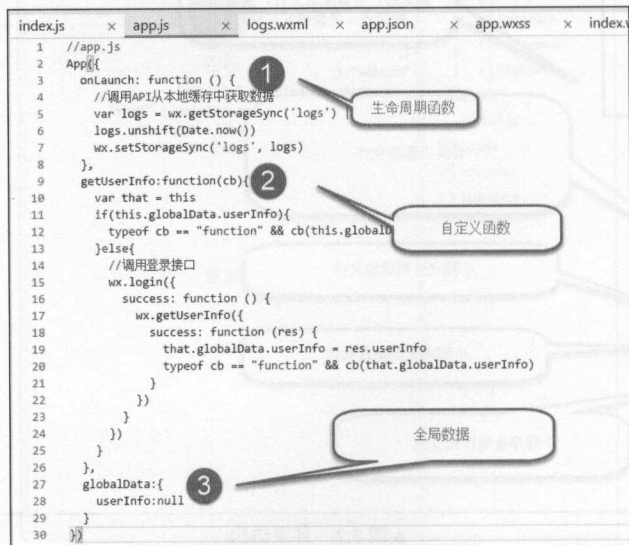 index.js × app.js × logs.wxml × app.json × app.wxss × index.w
1 //app.js
2 App({
3 onLaunch: function () {
4 //调用API从本地缓存中获取数据
5 var logs = wx.getStorageSync('logs') |
6 logs.unshift(Date.now())
7 wx.setStorageSync('logs', logs)
8 },
9 getUserInfo:function(cb){
10 var that = this
11 if(this.globalData.userInfo){
12 typeof cb == "function" && cb(this.globalD
13 }else{
14 //调用登录接口
15 wx.login({
16 success: function () {
17 wx.getUserInfo({
18 success: function (res) {
19 that.globalData.userInfo = res.userInfo
20 typeof cb == "function" && cb(that.globalData.userInfo)
21 }
22 })
23 }
24 })
25 }
26 },
27 globalData:{
28 userInfo:null
29 }
30 })
1
生命周期函数
2
自定义函数
3
全局数据